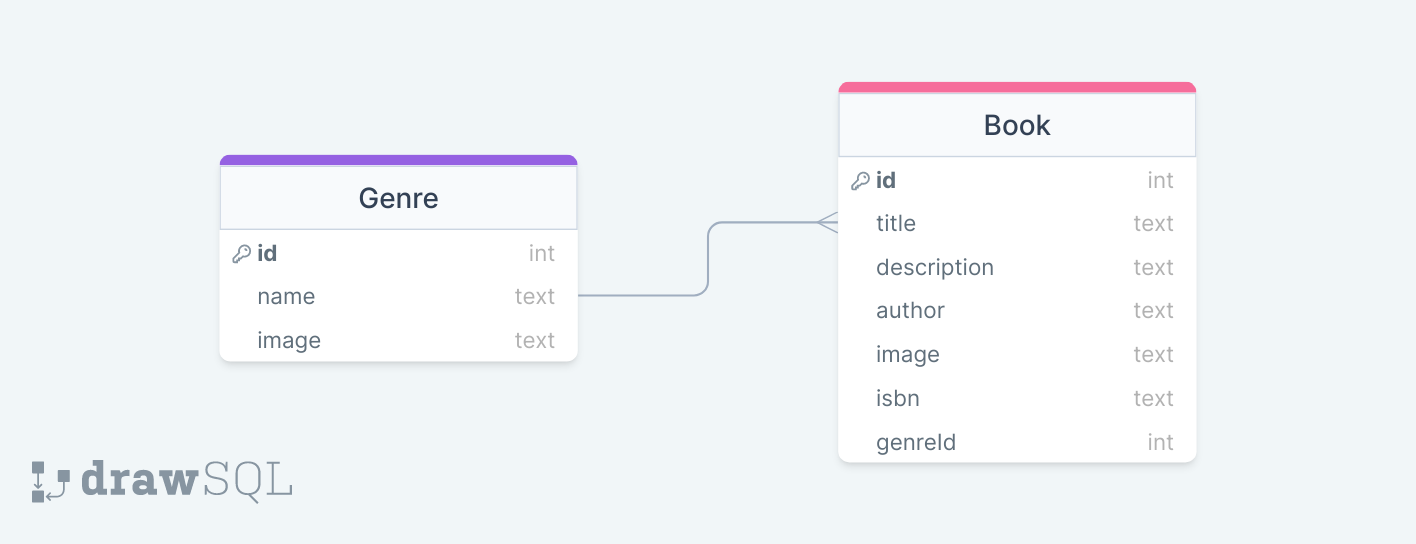 Genre
id int
name text
image text
Book
id int
title text
description text
author text
image text
isbn text
genreId int
drawSQL